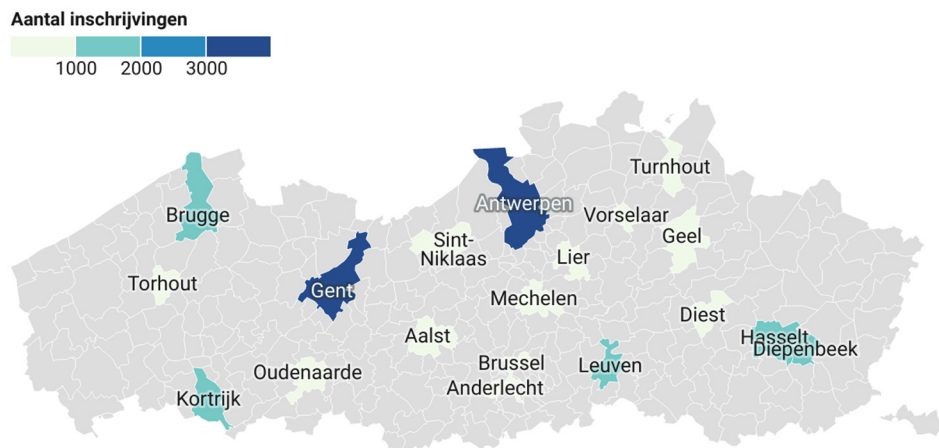 Aantal inschrijvingen
1000 2000 3000
Turnhout
Antwerpen
Brugge
Vorselaar
Geel
Sint-
Niklaas
Lier
Torhout
Gent
Mechelen
Diest
Aalst
Hasselt
Diepenbeek
Brussel
Leuven
Oudenaarde
Anderlecht
Kortrijk